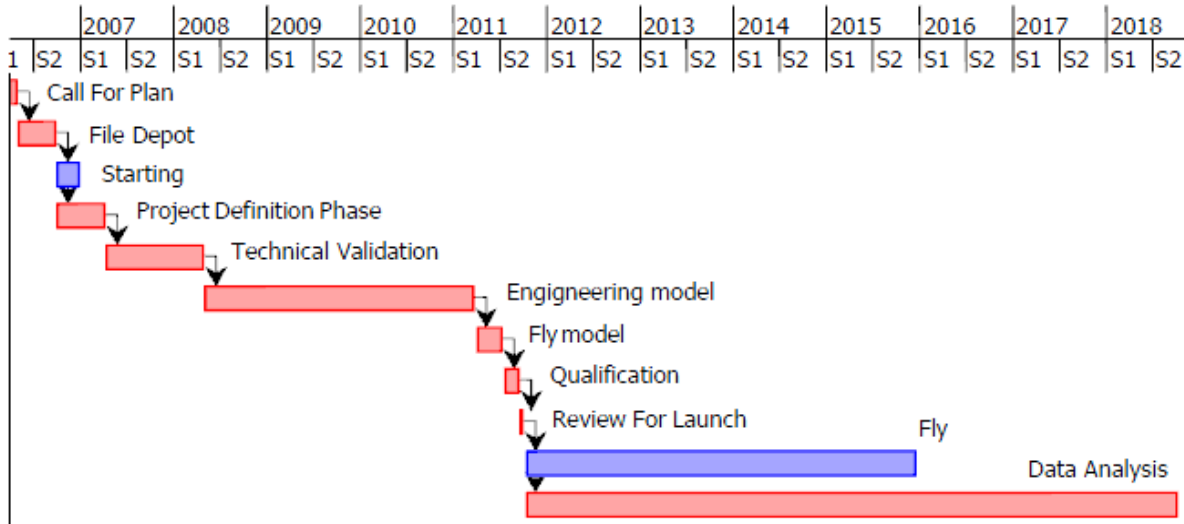 2007 2008 2009 2010 2011 2012 2013 2014 2015 2016 2017 2018
1 S2 S1 S2 S1 S2 S1 S2 S1 S2 S1 S2 S1 S2 S1 S2 S1 S2 S1 S2 S1 S2 S1 S2 S1 S2
Call For Plan
File Depot
Starting
Project Definition Phase
Technical Validation
Engigneering model
Fly model
Qualification
Review For Launch
Fly
Data Analysis